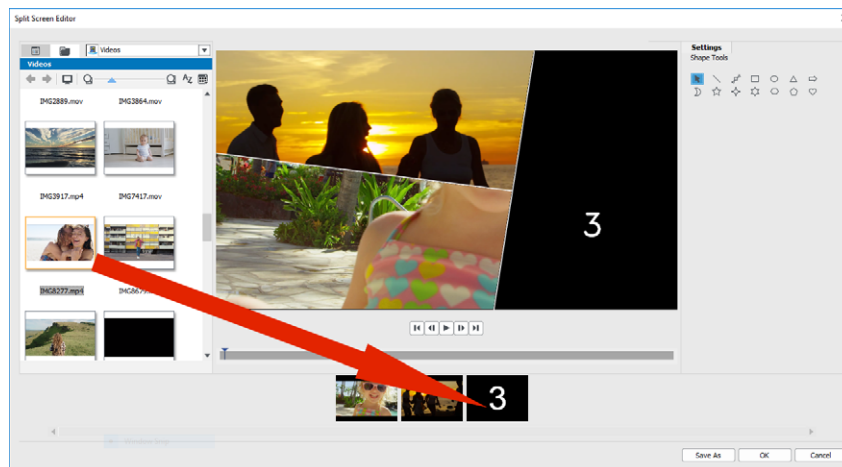 Split Screen Editor
Videos
Videos
IMG2889.mov IMG3864.mov
IMG3917.mp4 IMG7417.mov
IMG8277.mp4
3
3
Settings
Shape Tools
Save As OK Cancel